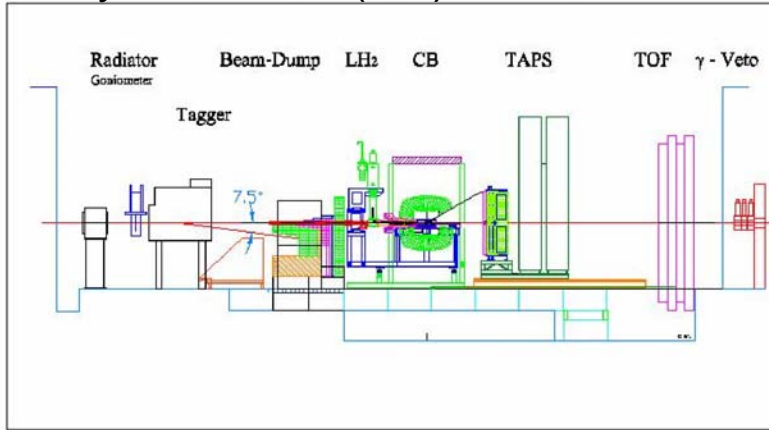 Radiator Beam-Dump LH2 CB TAPS TOF γ - Veto
Goniometer
Tagger
7.5°